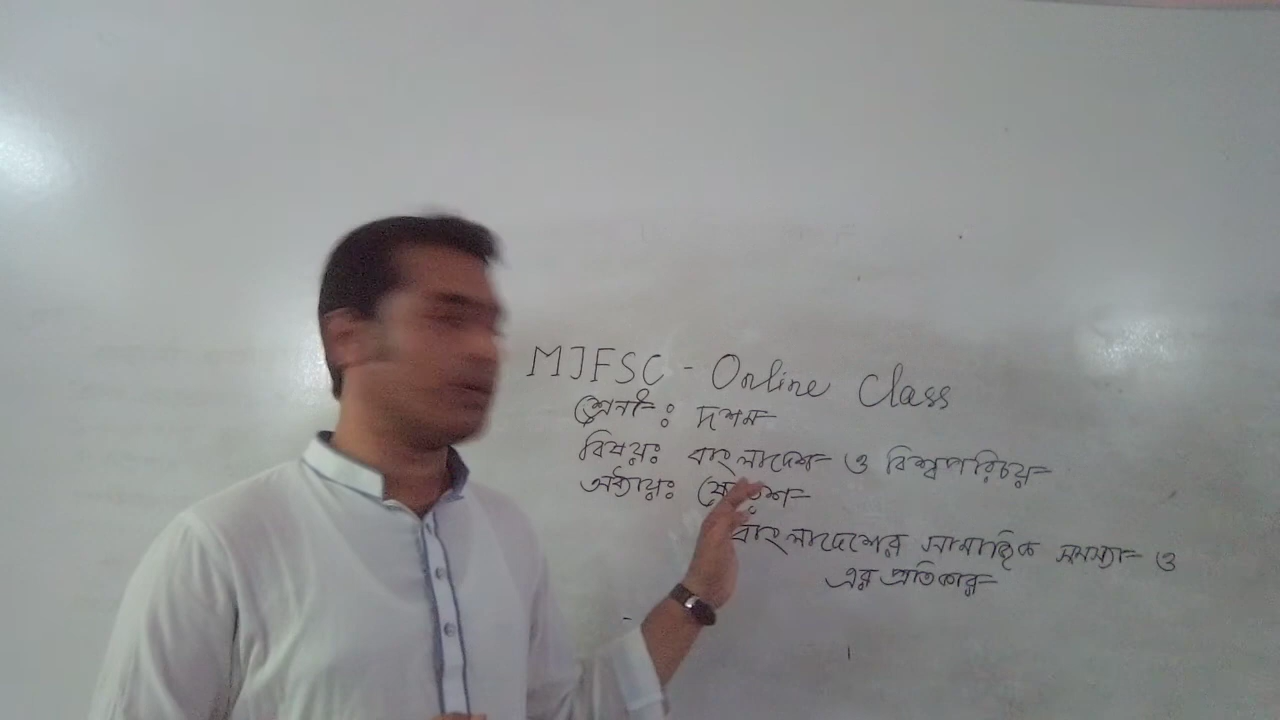 MJFSC - Online Class
শ্রেণী: দশম
বিষয়: বাংলাদেশ ও বিশ্বপরিচয়
অধ্যায়: ষোড়শ
বাংলাদেশের সামাজিক সমস্যা ও
এর প্রতিকার